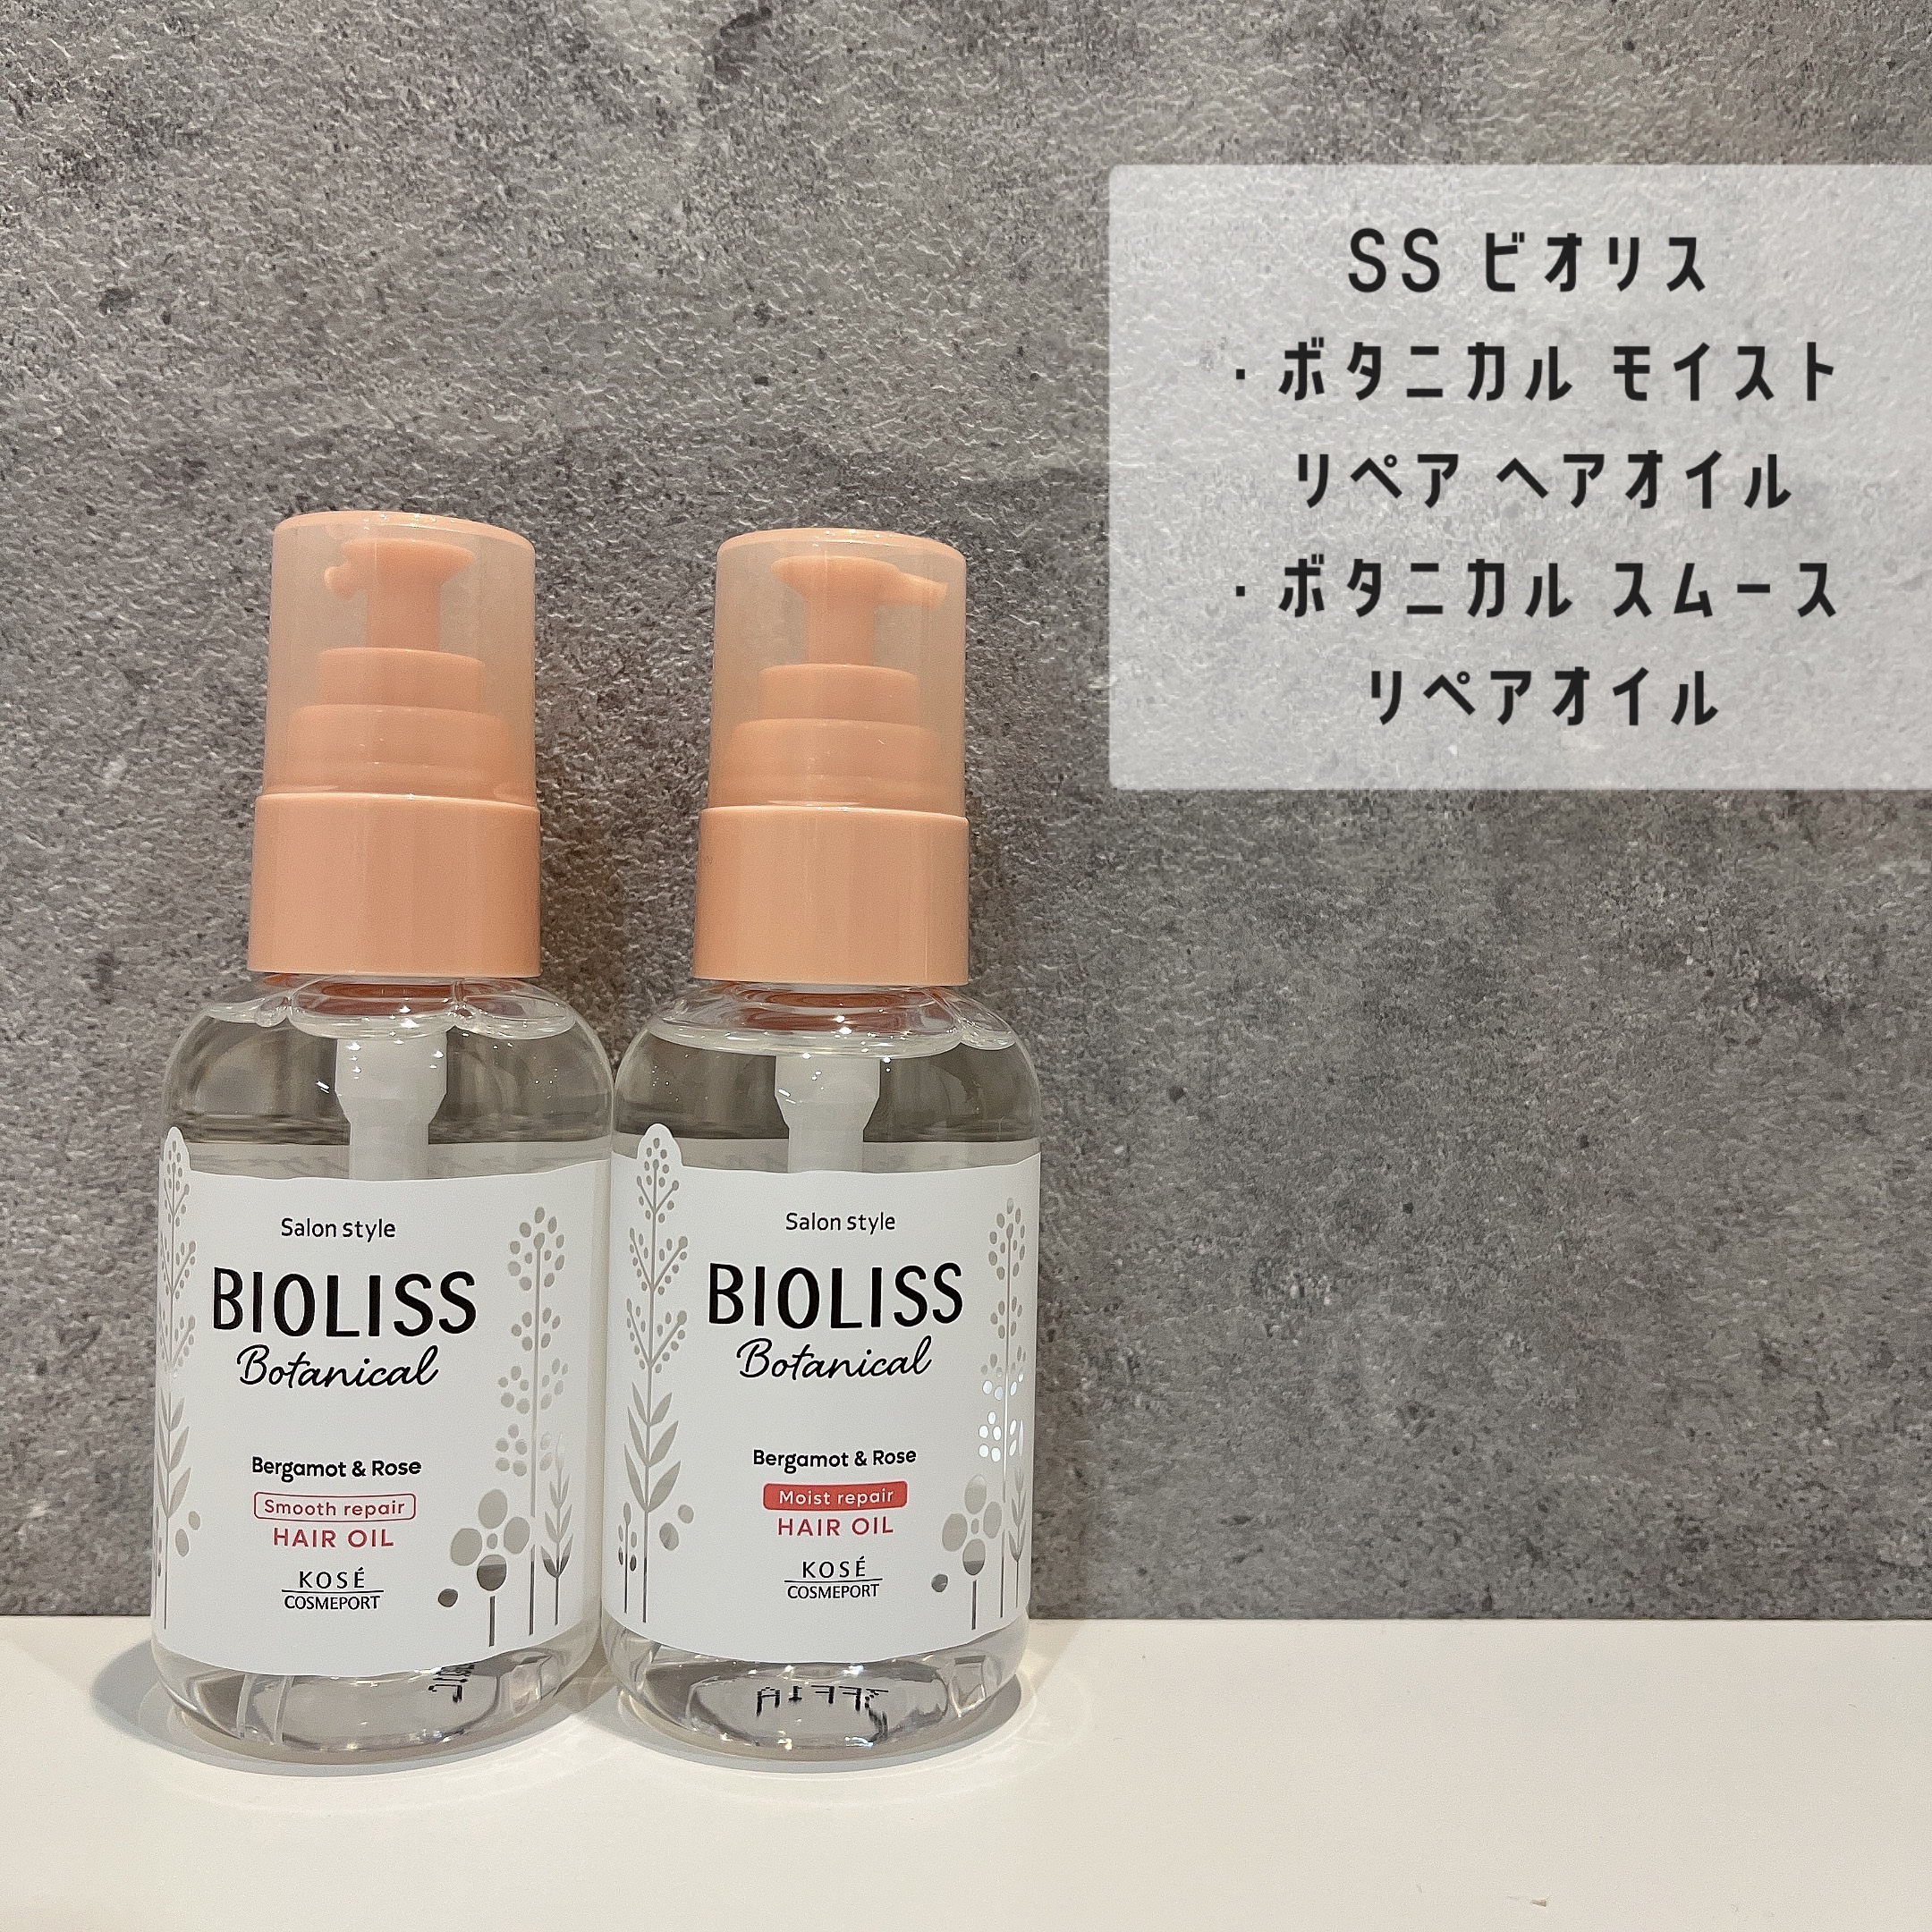 SS ビオリス
・ボタニカル モイスト
リペア ヘアオイル
・ボタニカル スムース
リペアオイル
Salon style
BIOLISS
Botanical
Bergamot & Rose
Smooth repair
HAIR OIL
KOSÉ
COSMEPORT
Salon style
BIOLISS
Botanical
Bergamot & Rose
Moist repair
HAIR OIL
KOSÉ
COSMEPORT